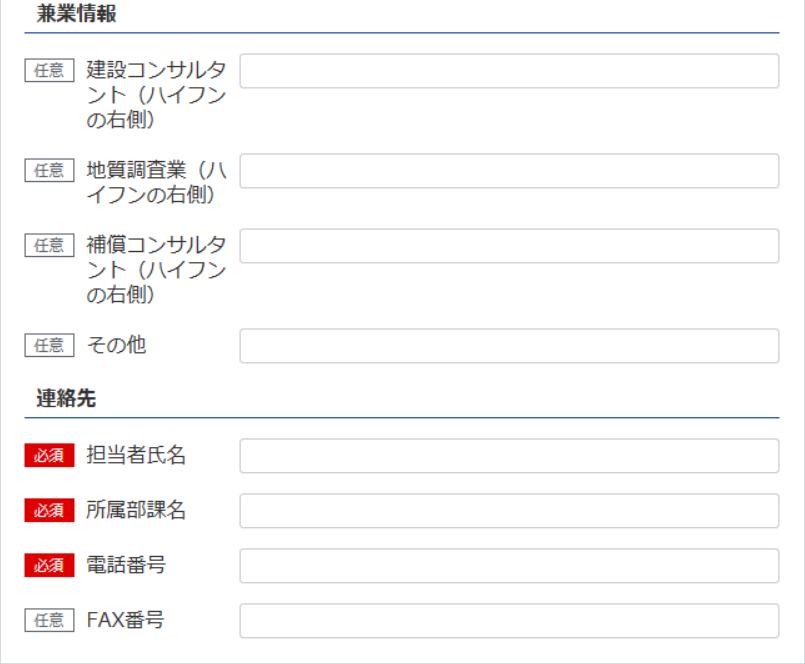 兼業情報
任意 建設コンサルタ
ント（ハイフン
の右側）
任意 地質調査業（ハ
イフンの右側）
任意 補償コンサルタ
ント（ハイフン
の右側）
任意 その他
連絡先
必須 担当者氏名
必須 所属部課名
必須 電話番号
任意 FAX番号